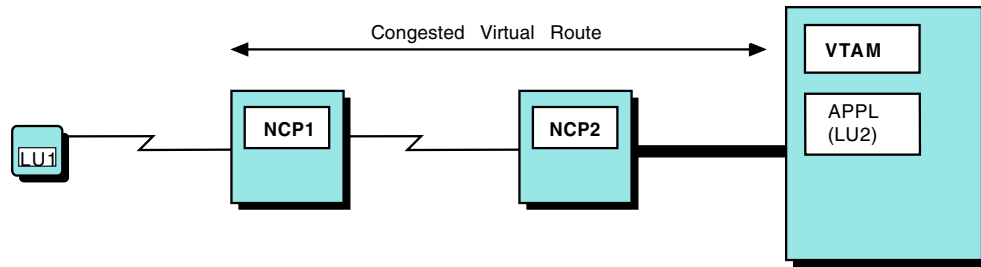 Congested Virtual Route
VTAM
NCP1
NCP2
APPL
(LU2)
LU1